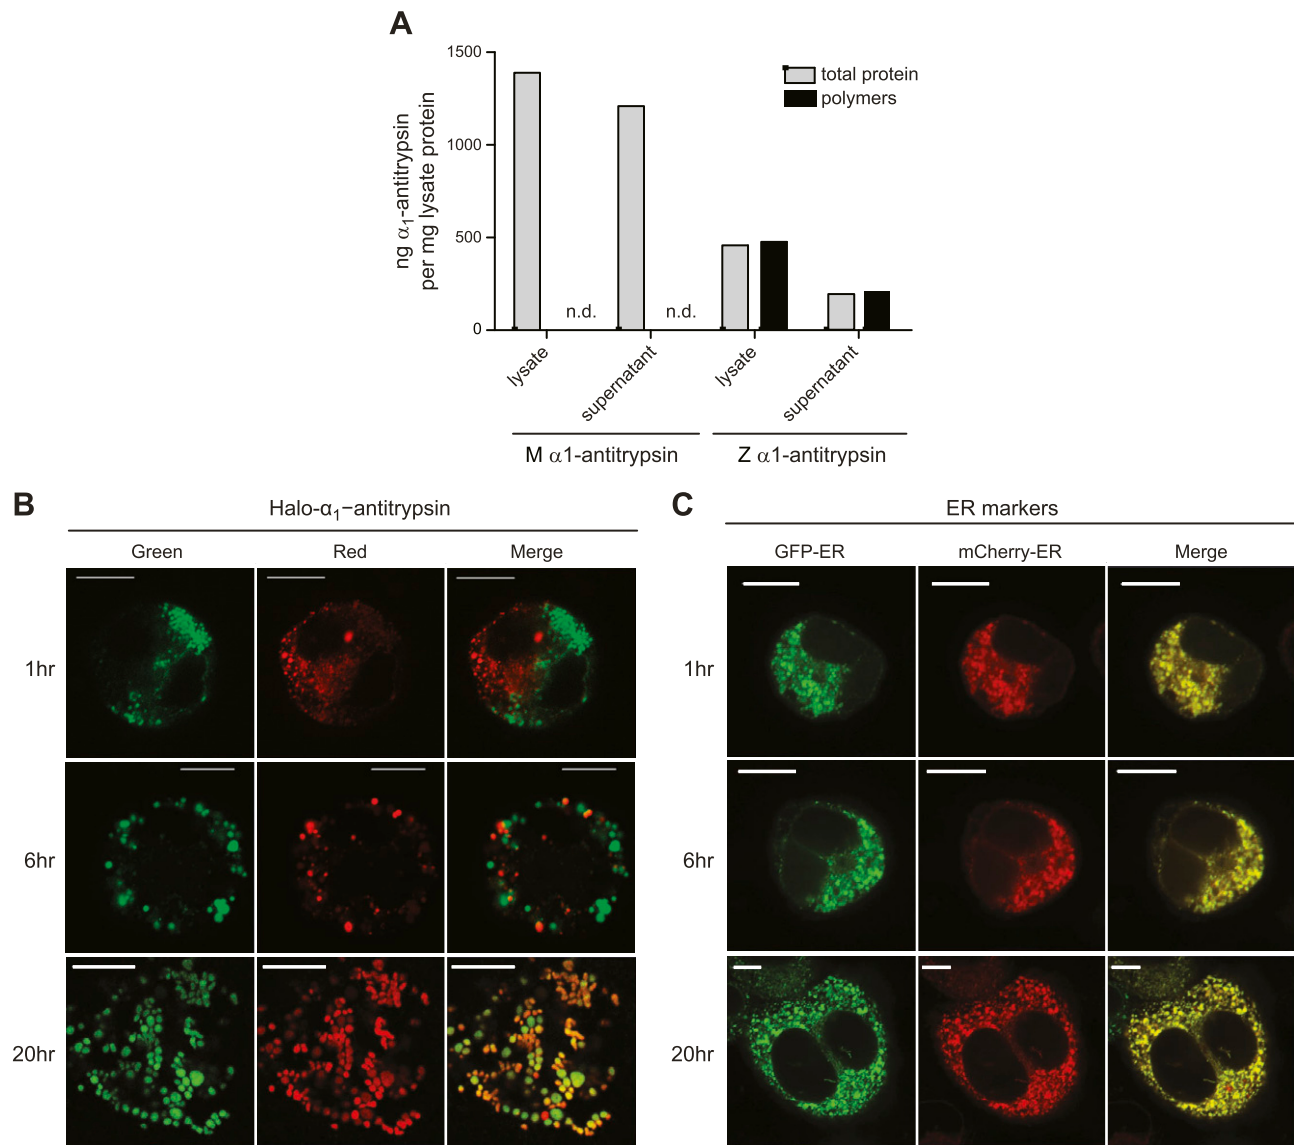 A
1500
1000
500
0
ng α1-antitrypsin
per mg lysate protein
total protein
polymers
n.d.
n.d.
lysate
supernatant
lysate
supernatant
M α1-antitrypsin
Z α1-antitrypsin
B
Halo-α1−antitrypsin
Green
Red
Merge
1hr
6hr
20hr
C
ER markers
GFP-ER
mCherry-ER
Merge
1hr
6hr
20hr